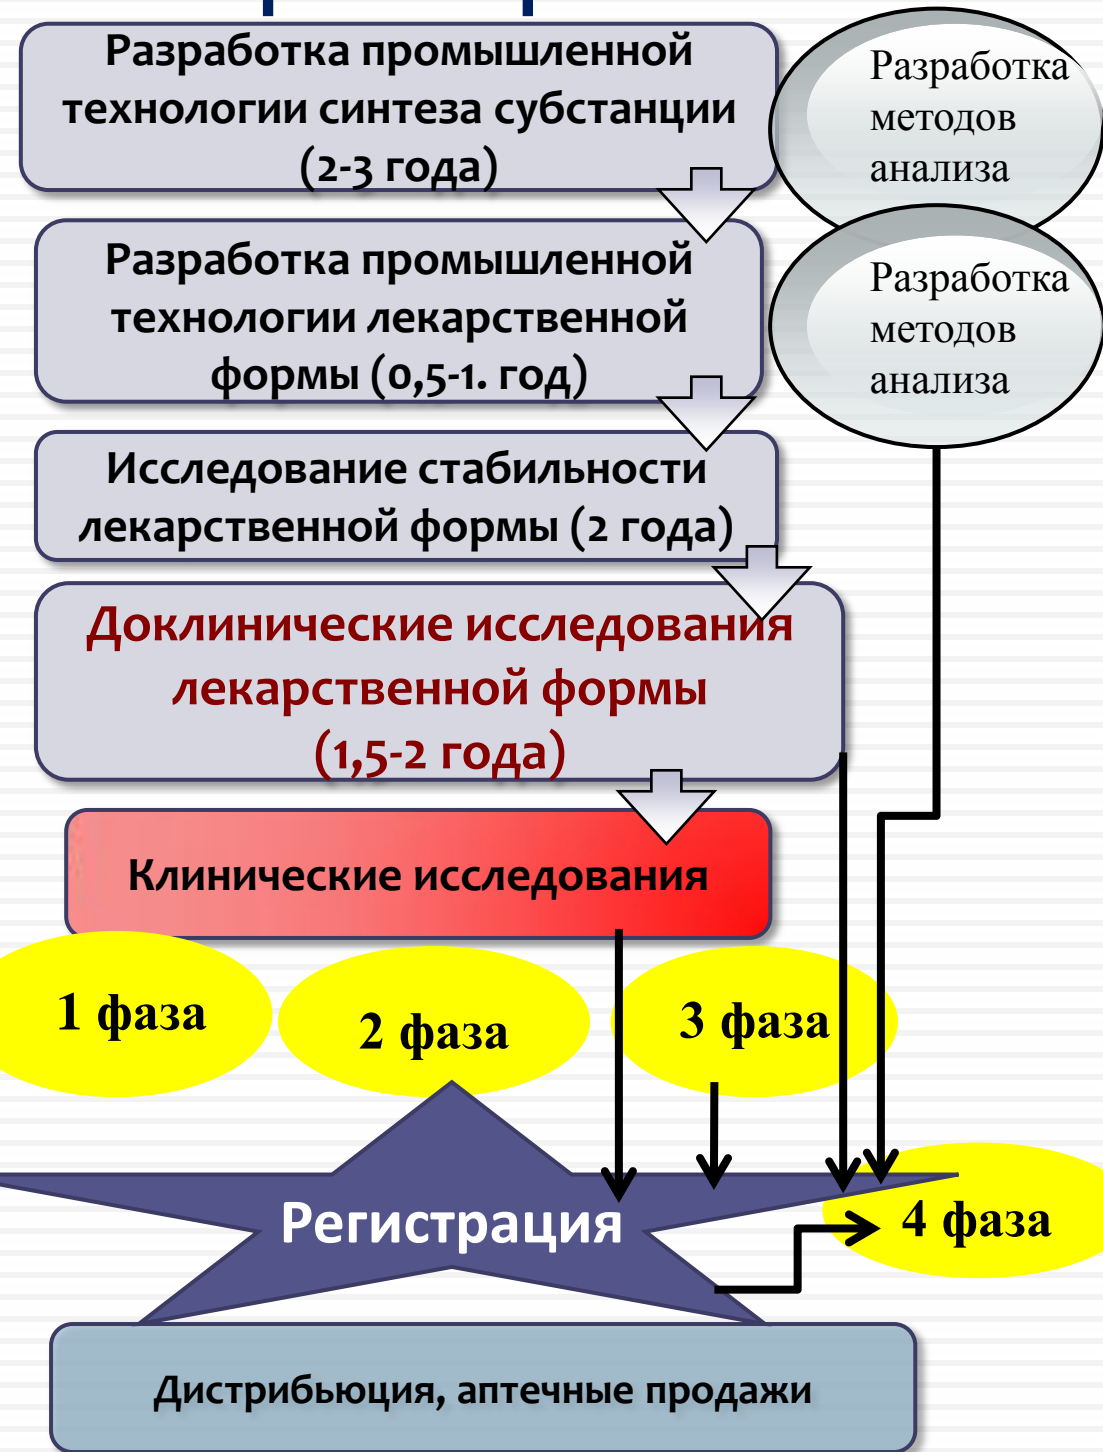 Разработка промышленной
технологии синтеза субстанции
(2-3 года)
Разработка
методов
анализа
Разработка промышленной
технологии лекарственной
формы (0,5-1. год)
Разработка
методов
анализа
Исследование стабильности
лекарственной формы (2 года)
Доклинические исследования
лекарственной формы
(1,5-2 года)
Клинические исследования
1 фаза
2 фаза
3 фаза
Регистрация
4 фаза
Дистрибьюция, аптечные продажи